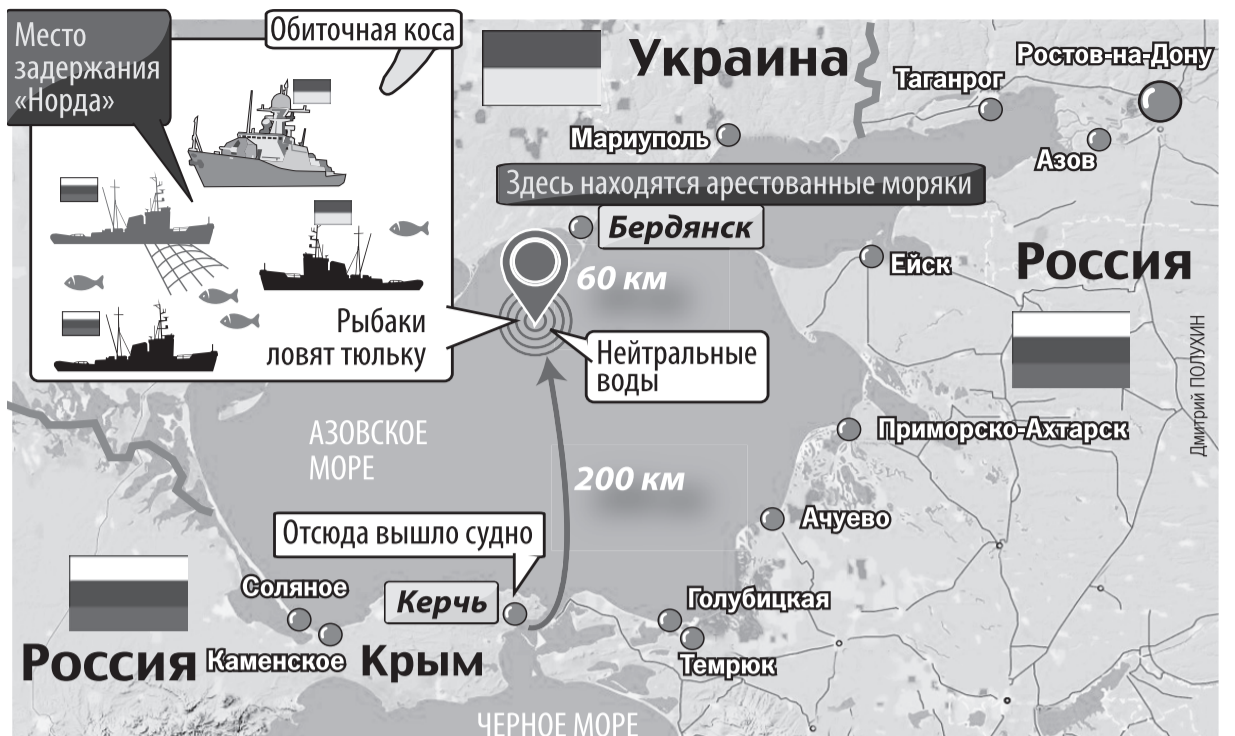 Место
задержания
«Норда»
Обиточная коса
Рыбаки
ловят тюльку
Украина
Таганрог
Ростов-на-Дону
Мариуполь
Азов
Здесь находятся арестованные моряки
Бердянск
Ейск
Россия
60 км
Нейтральные
воды
Дмитрий ПОЛУХИН
АЗОВСКОЕ
МОРЕ
Приморско-Ахтарск
200 км
Ачуево
Отсюда вышло судно
Соляное
Керчь
Голубицкая
Россия
Каменское
Крым
Темрюк
ЧЕРНОЕ МОРЕ